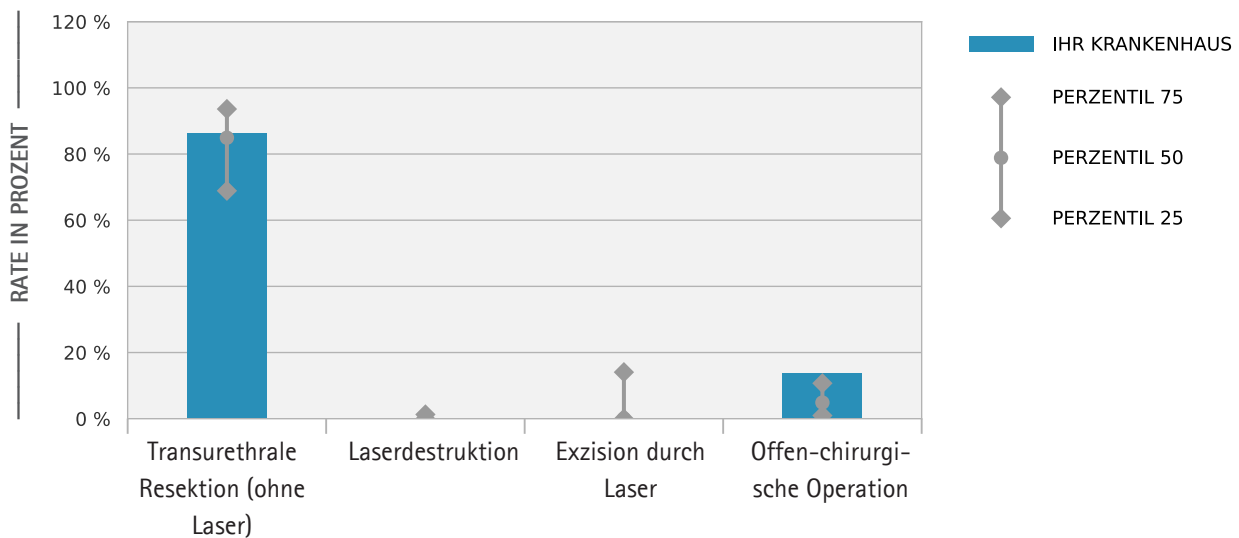 RATE IN PROZENT
120 %
100 %
80 %
60 %
40 %
20 %
0 %
Transurethrale
Resektion (ohne
Laser)
Laserdestruktion
Exzision durch
Laser
Offen-chirurgi-
sche Operation
IHR KRANKENHAUS
PERZENTIL 75
PERZENTIL 50
PERZENTIL 25